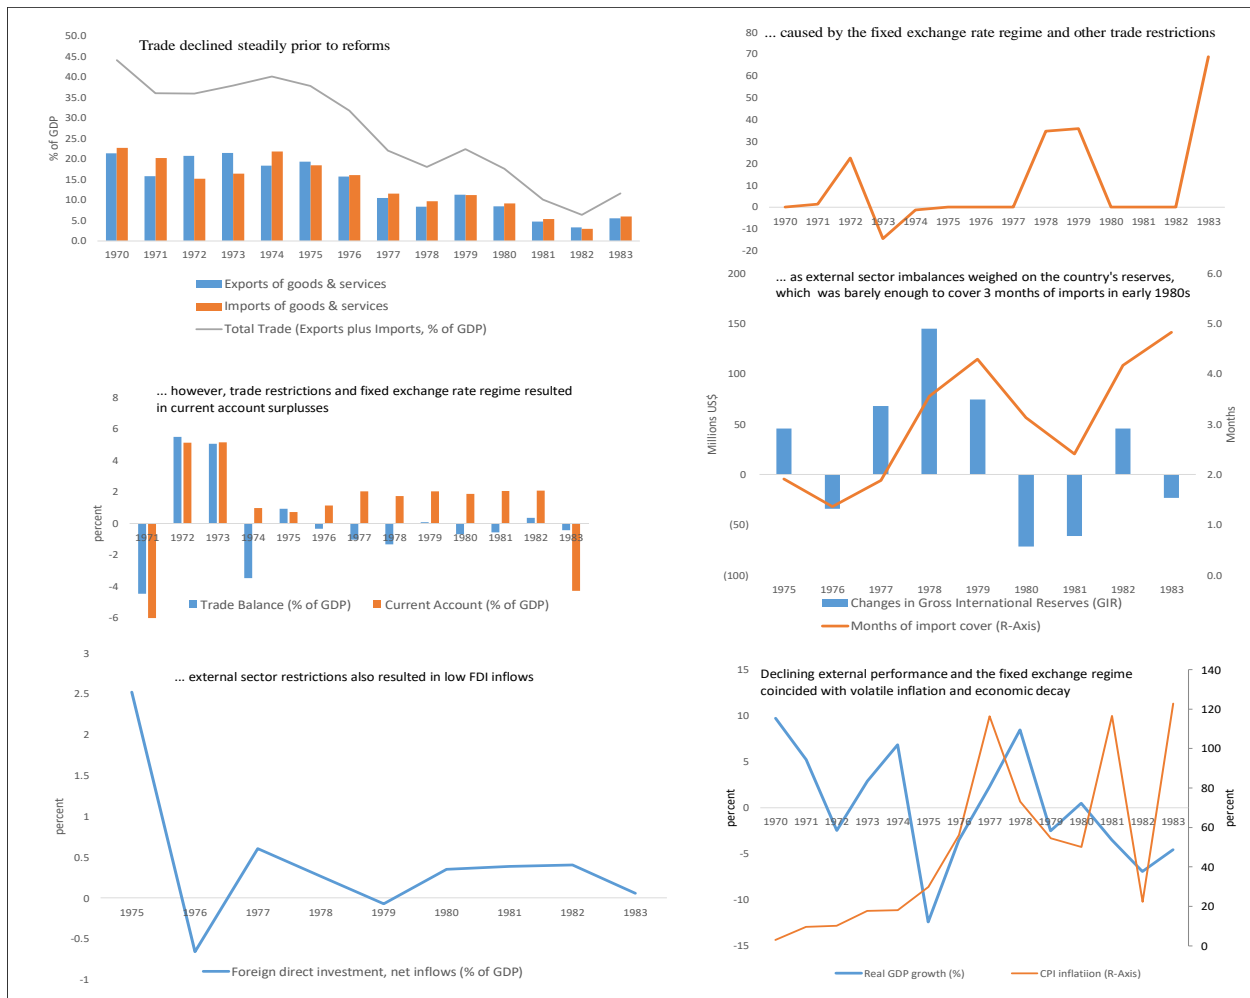 Trade declined steadily prior to reforms
50.0
45.0
40.0
35.0
30.0
25.0
20.0
15.0
10.0
5.0
0.0
% of GDP
1970 1971 1972 1973 1974 1975 1976 1977 1978 1979 1980 1981 1982 1983
Exports of goods & services
Imports of goods & services
Total Trade (Exports plus Imports, % of GDP)
... caused by the fixed exchange rate regime and other trade restrictions
80
70
60
50
40
30
20
10
0
-10
-20
1970 1971 1972 1973 1974 1975 1976 1977 1978 1979 1980 1981 1982 1983
... however, trade restrictions and fixed exchange rate regime resulted
in current account surplusses
8
6
4
2
0
-2
-4
-6
percent
1971 1972 1973 1974 1975 1976 1977 1978 1979 1980 1981 1982 1983
Trade Balance (% of GDP) Current Account (% of GDP)
... as external sector imbalances weighed on the country's reserves,
which was barely enough to cover 3 months of imports in early 1980s
200
150
100
50
0
(50)
(100)
Millions US$
6.0
5.0
4.0
3.0
2.0
1.0
0.0
Months
1975 1976 1977 1978 1979 1980 1981 1982 1983
Changes in Gross International Reserves (GIR)
Months of import cover (R-Axis)
... external sector restrictions also resulted in low FDI inflows
3
2.5
2
1.5
1
0.5
0
-0.5
-1
percent
1975 1976 1977 1978 1979 1980 1981 1982 1983
Foreign direct investment, net inflows (% of GDP)
Declining external performance and the fixed exchange regime
coincided with volatile inflation and economic decay
15
10
5
0
-5
-10
-15
percent
140
120
100
80
60
40
20
0
percent
1970 1971 1972 1973 1974 1975 1976 1977 1978 1979 1980 1981 1982 1983
Real GDP growth (%) CPI inflatiion (R-Axis)